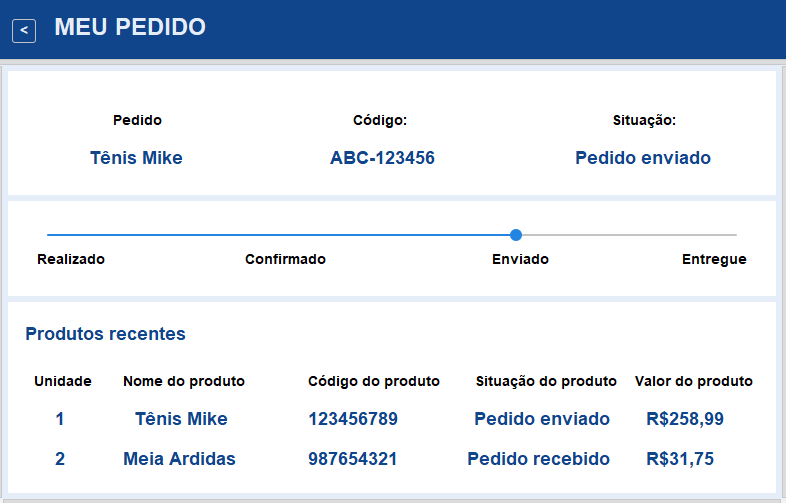 < MEU PEDIDO
Pedido Código: Situação:
Tênis Mike ABC-123456 Pedido enviado
Realizado Confirmado Enviado Entregue
Produtos recentes
Unidade Nome do produto Código do produto Situação do produto Valor do produto
1 Tênis Mike 123456789 Pedido enviado R$258,99
2 Meia Ardidas 987654321 Pedido recebido R$31,75